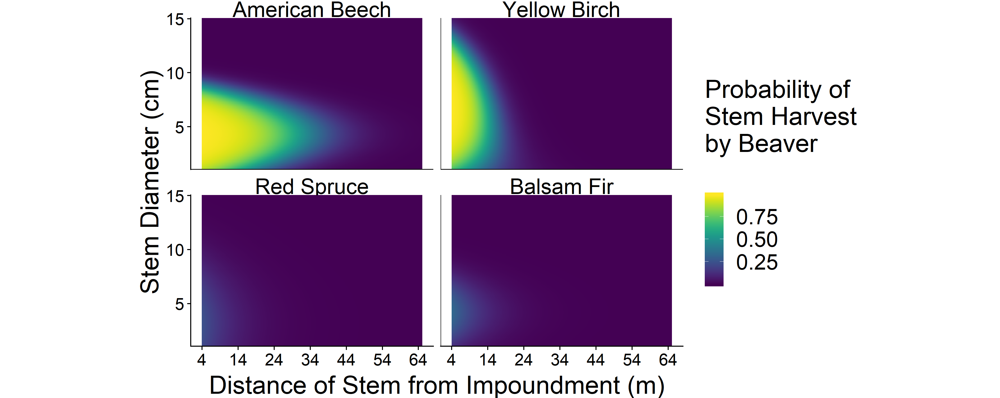 American Beech
Yellow Birch
15
10
5
Red Spruce
Balsam Fir
15
10
5
4 14 24 34 44 54 64
4 14 24 34 44 54 64
Stem Diameter (cm)
Distance of Stem from Impoundment (m)
Probability of
Stem Harvest
by Beaver
0.75
0.50
0.25